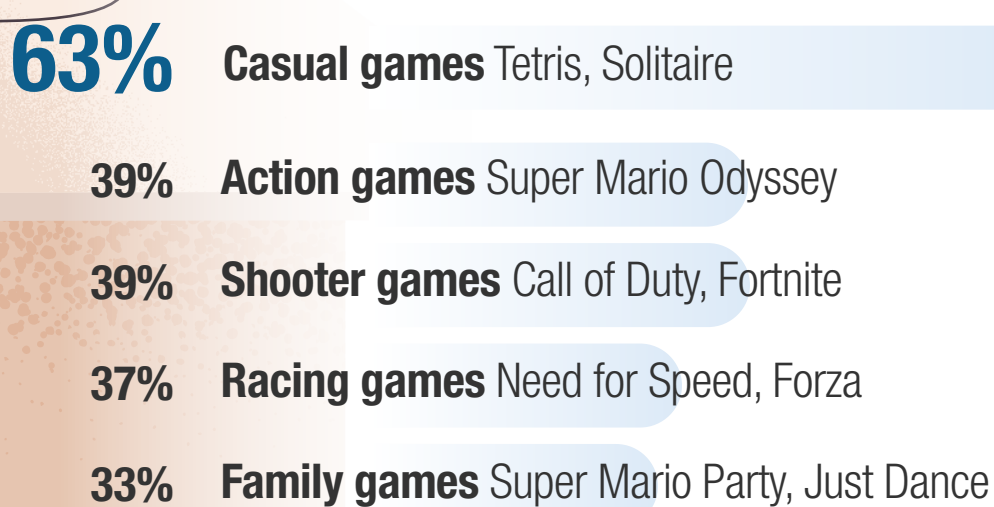 63% Casual games Tetris, Solitaire
39% Action games Super Mario Odyssey
39% Shooter games Call of Duty, Fortnite
37% Racing games Need for Speed, Forza
33% Family games Super Mario Party, Just Dance